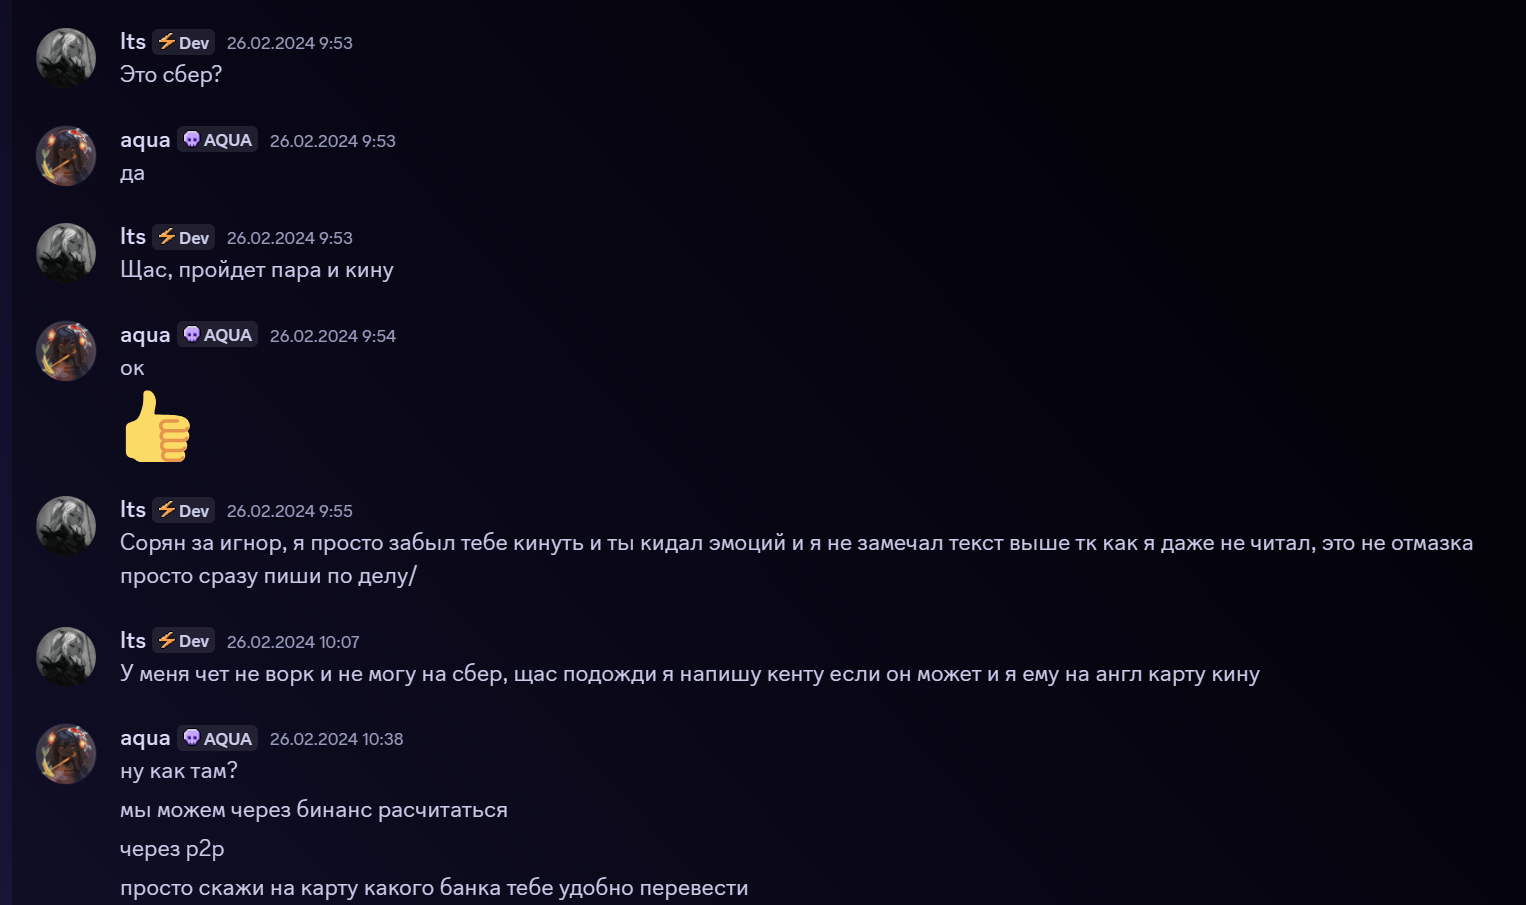 Its Dev 26.02.2024 9:53
Это сбер?
aqua AQUA 26.02.2024 9:53
да
Its Dev 26.02.2024 9:53
Щас, пройдет пара и кину
aqua AQUA 26.02.2024 9:54
ок
Its Dev 26.02.2024 9:55
Сорян за игнор, я просто забыл тебе кинуть и ты кидал эмоций и я не замечал текст выше тк как я даже не читал, это не отмазка
просто сразу пиши по делу/
Its Dev 26.02.2024 10:07
У меня чет не ворк и не могу на сбер, щас подожди я напишу кенту если он может и я ему на англ карту кину
aqua AQUA 26.02.2024 10:38
ну как там?
мы можем через бинанс расчитаться
через p2p
просто скажи на карту какого банка тебе удобно перевести